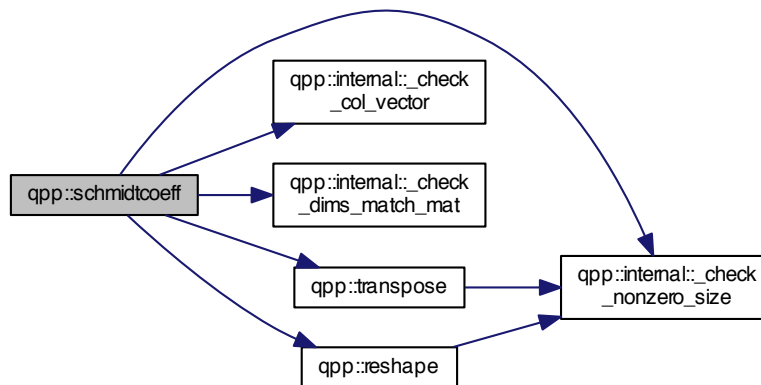 qpp::internal::_check
_col_vector
qpp::schmidtcoeff
qpp::internal::_check
_dims_match_mat
qpp::transpose
qpp::internal::_check
_nonzero_size
qpp::reshape